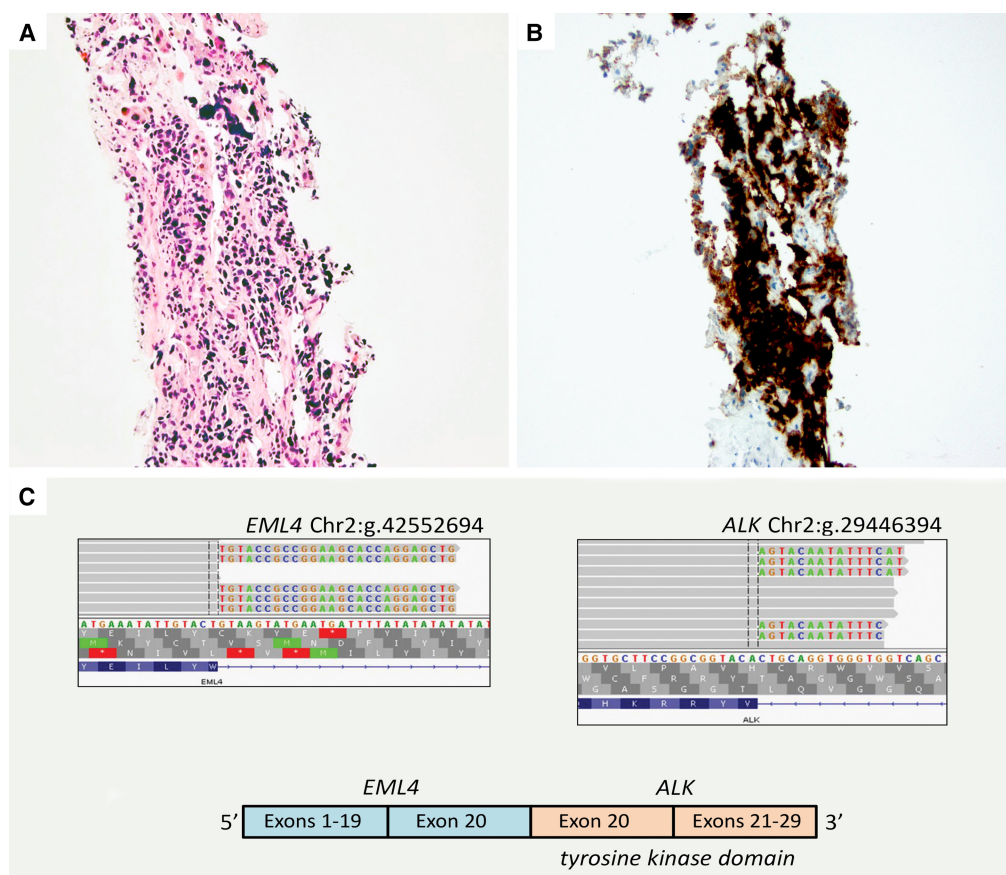 A
B
C
EML4 Chr2:g.42552694
TGTACCGCCGGAAGCACCAGGAGCTG
TGTACCGCCGGAAGCACCAGGAGCTG
TGTACCGCCGGAAGCACCAGGAGCTG
TGTACCGCCGGAAGCACCAGGAGCTG
TGTACCGCCGGAAGCACCAGGAGCTG
ATGAAATATTGTACTGTAAGTATGAATGATTTTATATATATATAT
Y E I L Y C K Y E * F Y I Y I
M K Y C T V S M N D F I Y I
* N I V L * V * M I L Y I Y I
Y E I L Y W
EML4
ALK Chr2:g.29446394
AGTACAATATTTCAT
AGTACAATATTTCAT
AGTACAATATTTCAT
AGTACAATATTTC
AGTACAATATTTC
GGTGCTTCCGGCGGTACACTGCAGGTGGGTGGTCAGC
V L P A V H C R W V V S
W C F R R Y T A G G W S A
G A S G G T L Q V G G Q
H K R R Y V
ALK
EML4 ALK
5’ Exons 1-19 Exon 20 Exon 20 Exons 21-29 3’
tyrosine kinase domain